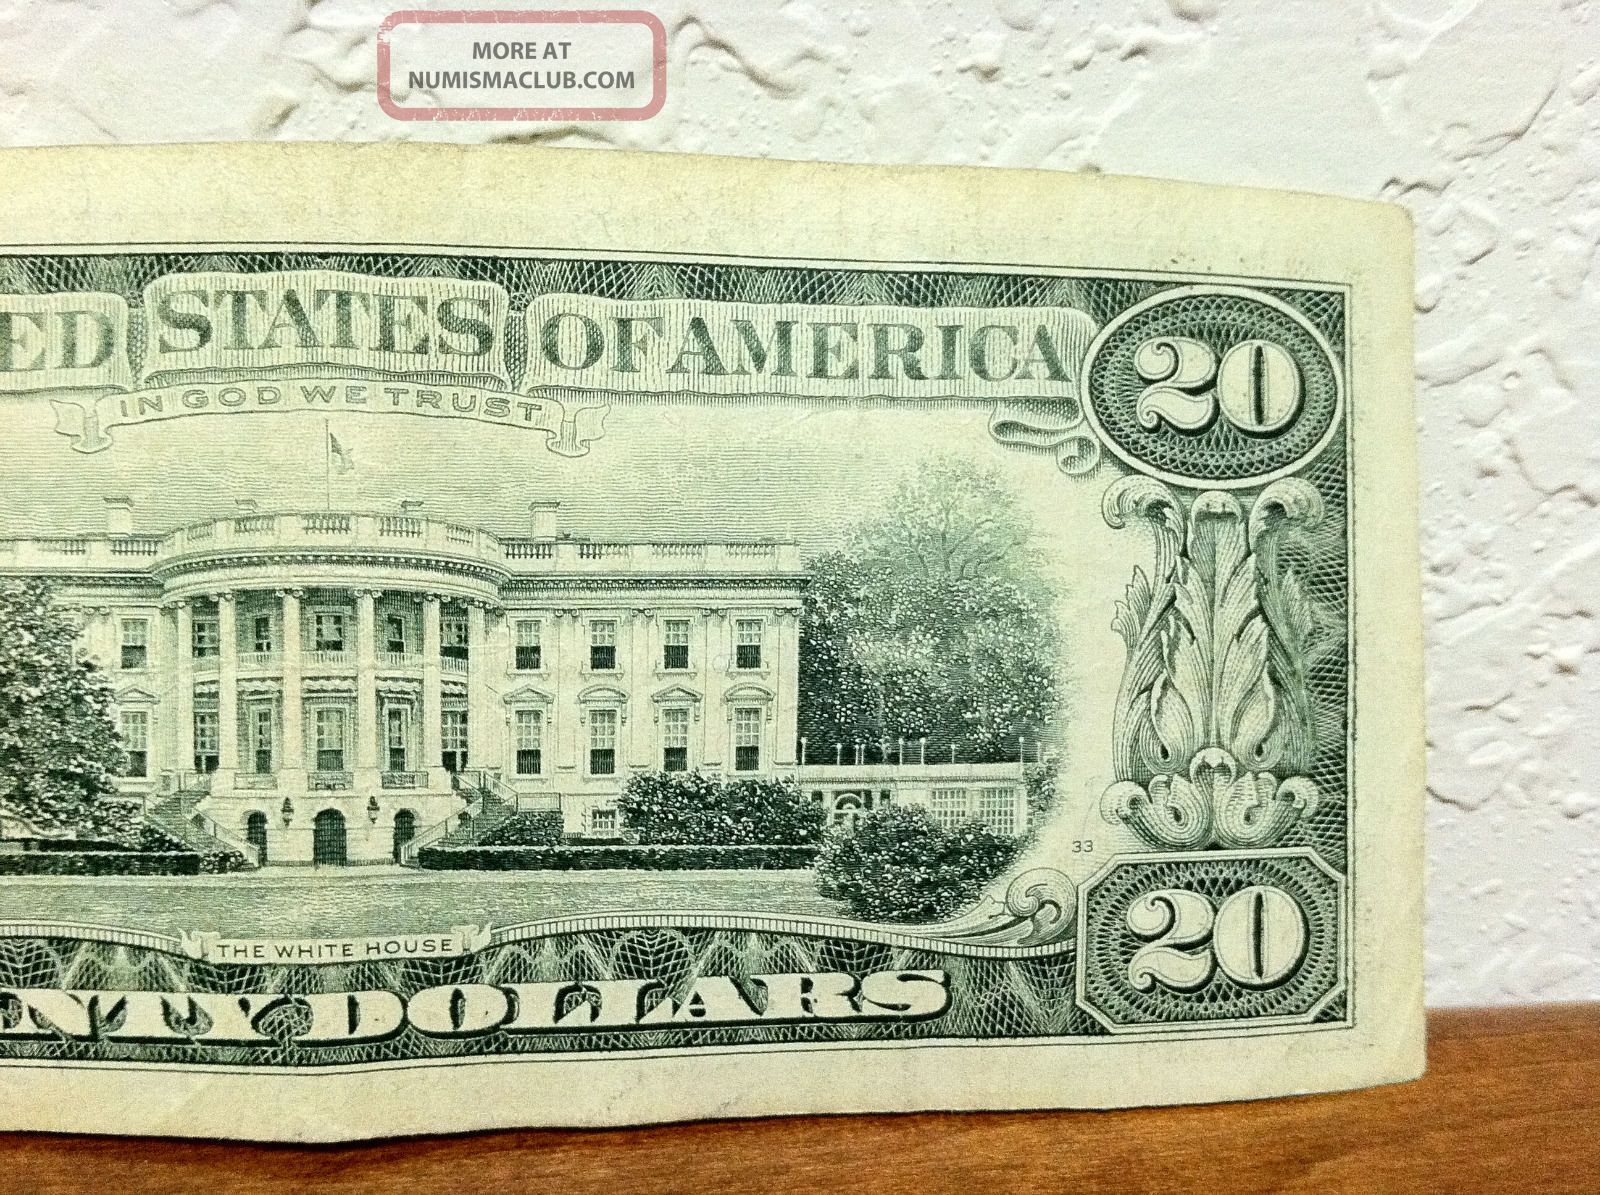 MORE AT
NUMISMACLUB.COM
ED STATES OF AMERICA
20
IN GOD WE TRUST
33
THE WHITE HOUSE
NTY DOLLARS
20